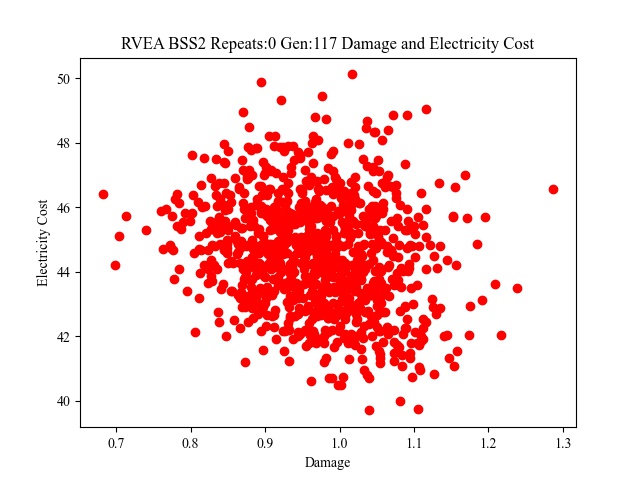 RVEA BSS2 Repeats:0 Gen:117 Damage and Electricity Cost
50
48
46
44
42
40
Electricity Cost
0.7 0.8 0.9 1.0 1.1 1.2 1.3
Damage